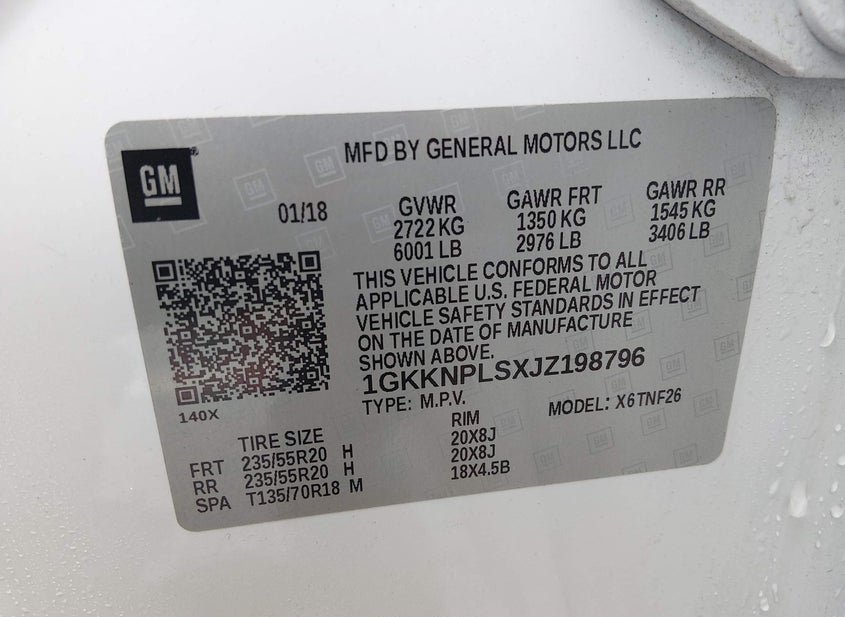 GM
MFD BY GENERAL MOTORS LLC
01/18
GVWR
2722 KG
6001 LB
GAWR FRT
1350 KG
2976 LB
GAWR RR
1545 KG
3406 LB
THIS VEHICLE CONFORMS TO ALL
APPLICABLE U.S. FEDERAL MOTOR
VEHICLE SAFETY STANDARDS IN EFFECT
ON THE DATE OF MANUFACTURE
SHOWN ABOVE.
1GKKNPLSXJZ198796
TYPE: M.P.V.
MODEL: X6TNF26
140X
TIRE SIZE RIM
FRT 235/55R20 H 20X8J
RR 235/55R20 H 20X8J
SPA T135/70R18 M 18X4.5B